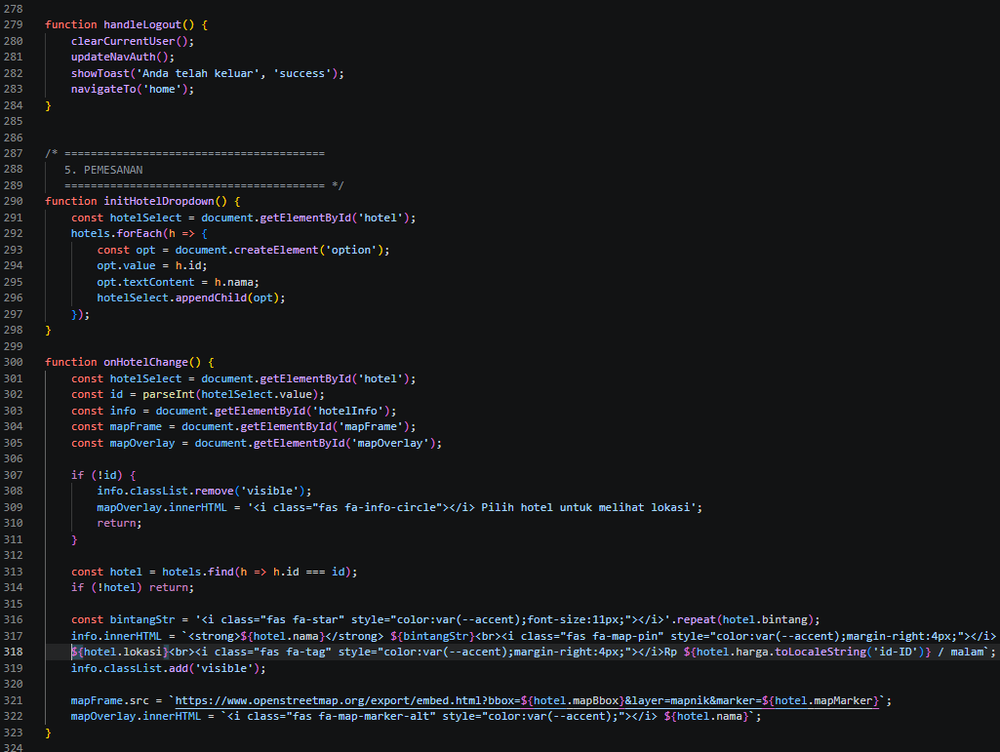 278
279 function handleLogout() {
280     clearCurrentUser();
281     updateNavAuth();
282     showToast('Anda telah keluar', 'success');
283     navigateTo('home');
284 }
285
286
287 /* ========================================
288    5. PEMESANAN
289    ======================================== */
290 function initHotelDropdown() {
291     const hotelSelect = document.getElementById('hotel');
292     hotels.forEach(h => {
293         const opt = document.createElement('option');
294         opt.value = h.id;
295         opt.textContent = h.nama;
296         hotelSelect.appendChild(opt);
297     });
298 }
299
300 function onHotelChange() {
301     const hotelSelect = document.getElementById('hotel');
302     const id = parseInt(hotelSelect.value);
303     const info = document.getElementById('hotelInfo');
304     const mapFrame = document.getElementById('mapFrame');
305     const mapOverlay = document.getElementById('mapOverlay');
306
307     if (!id) {
308         info.classList.remove('visible');
309         mapOverlay.innerHTML = '<i class="fas fa-info-circle"></i> Pilih hotel untuk melihat lokasi';
310         return;
311     }
312
313     const hotel = hotels.find(h => h.id === id);
314     if (!hotel) return;
315
316     const bintangStr = '<i class="fas fa-star" style="color:var(--accent);font-size:11px;"></i>'.repeat(hotel.bintang);
317     info.innerHTML = `<strong>${hotel.nama}</strong> ${bintangStr}<br><i class="fas fa-map-pin" style="color:var(--accent);margin-right:4px;"></i>
318     ${hotel.lokasi}<br><i class="fas fa-tag" style="color:var(--accent);margin-right:4px;"></i>Rp ${hotel.harga.toLocaleString('id-ID')} / malam`;
319     info.classList.add('visible');
320
321     mapFrame.src = `https://www.openstreetmap.org/export/embed.html?bbox=${hotel.mapBbox}&layer=mapnik&marker=${hotel.mapMarker}`;
322     mapOverlay.innerHTML = `<i class="fas fa-map-marker-alt" style="color:var(--accent);"></i> ${hotel.nama}`;
323 }
324